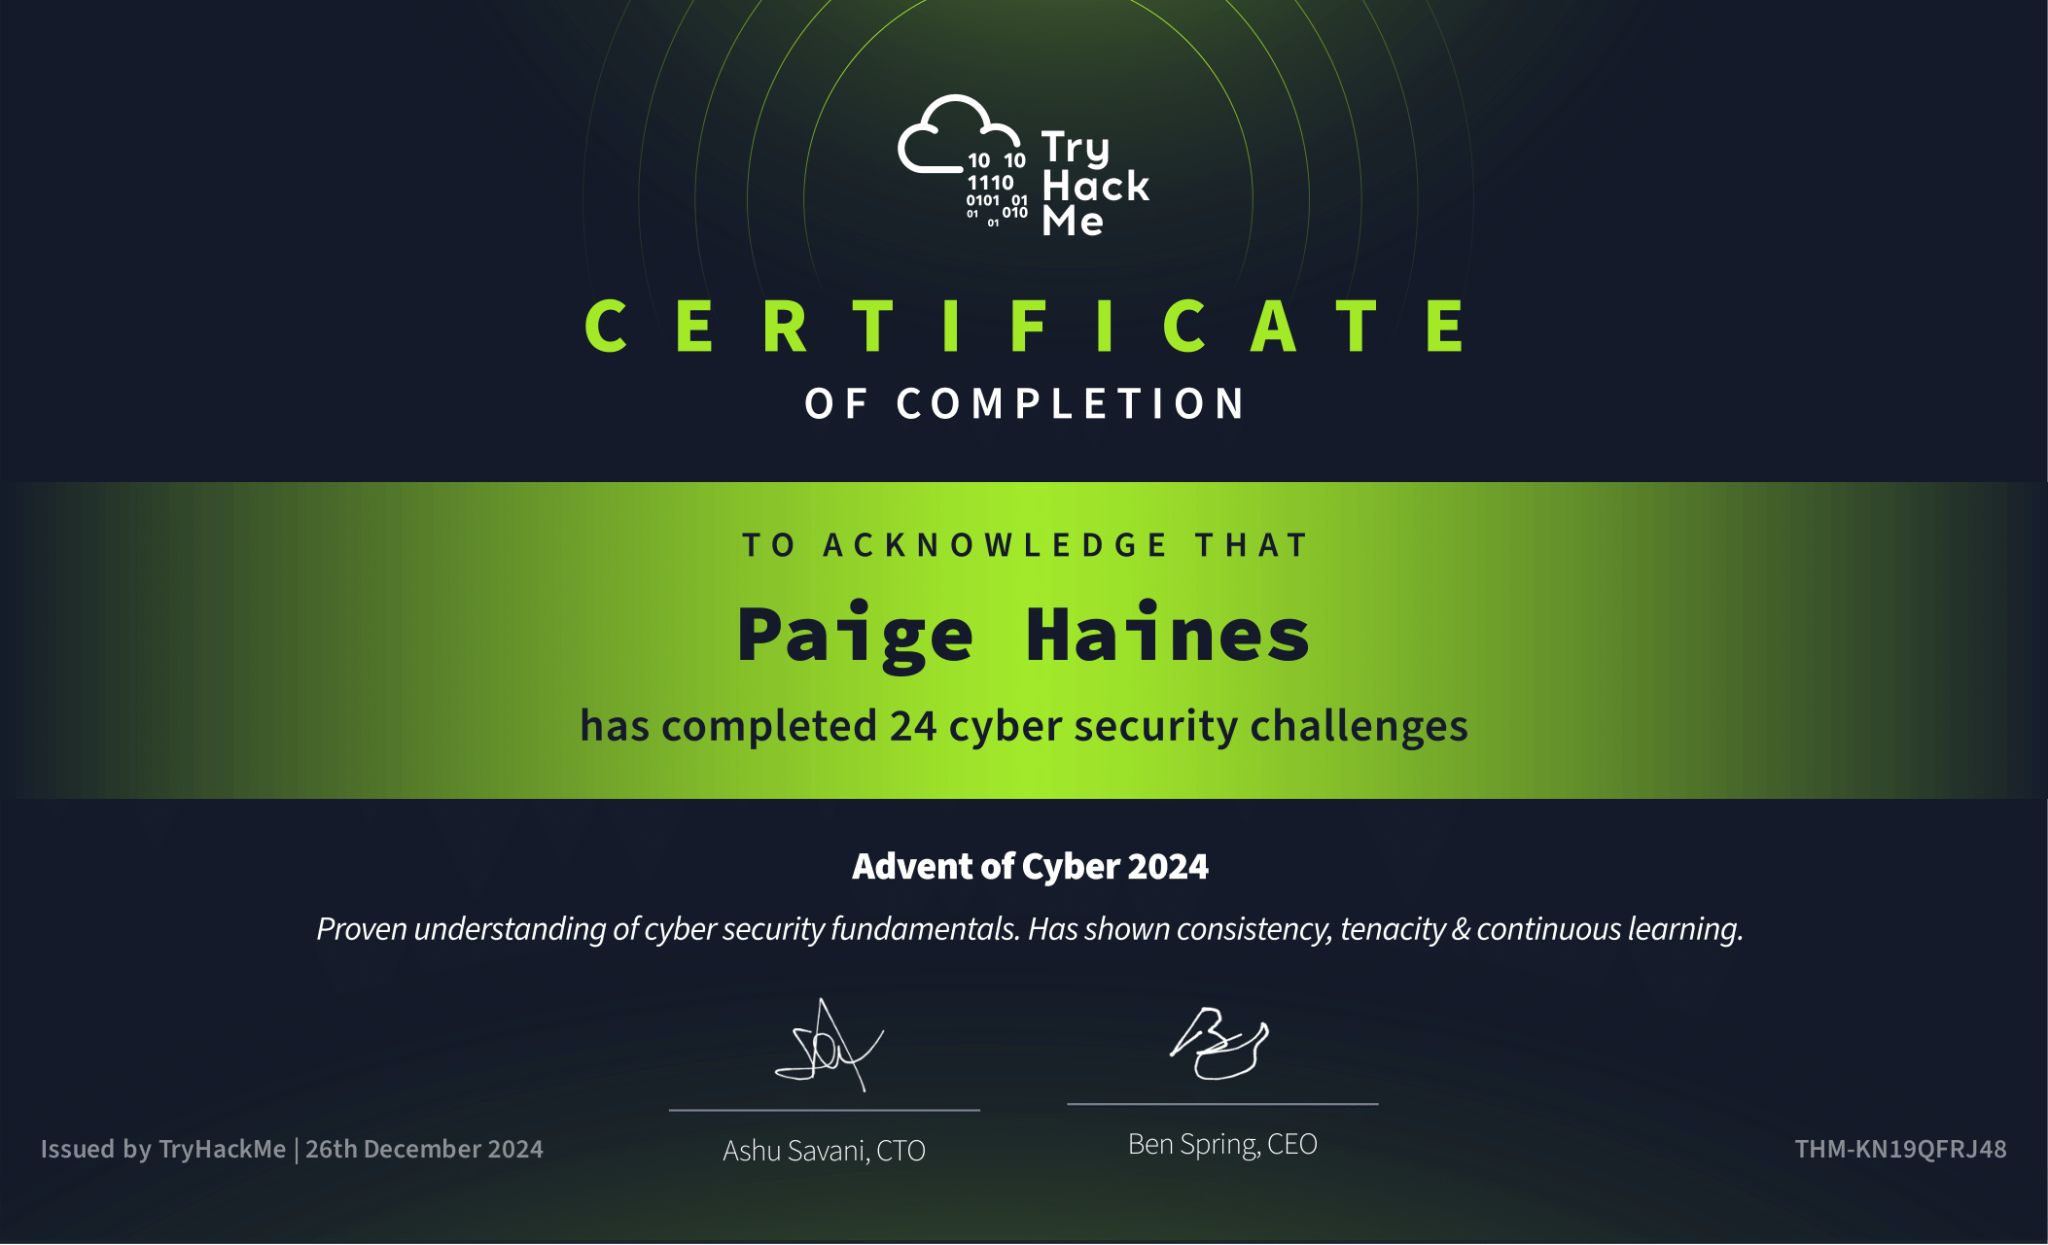 10 10
1110
0101 01
01 010
01
Try
Hack
Me
CERTIFICATE
OF COMPLETION
TO ACKNOWLEDGE THAT
Paige Haines
has completed 24 cyber security challenges
Advent of Cyber 2024
Proven understanding of cyber security fundamentals. Has shown consistency, tenacity & continuous learning.
Ashu Savani, CTO
Ben Spring, CEO
Issued by TryHackMe | 26th December 2024
THM-KN19QFRJ48